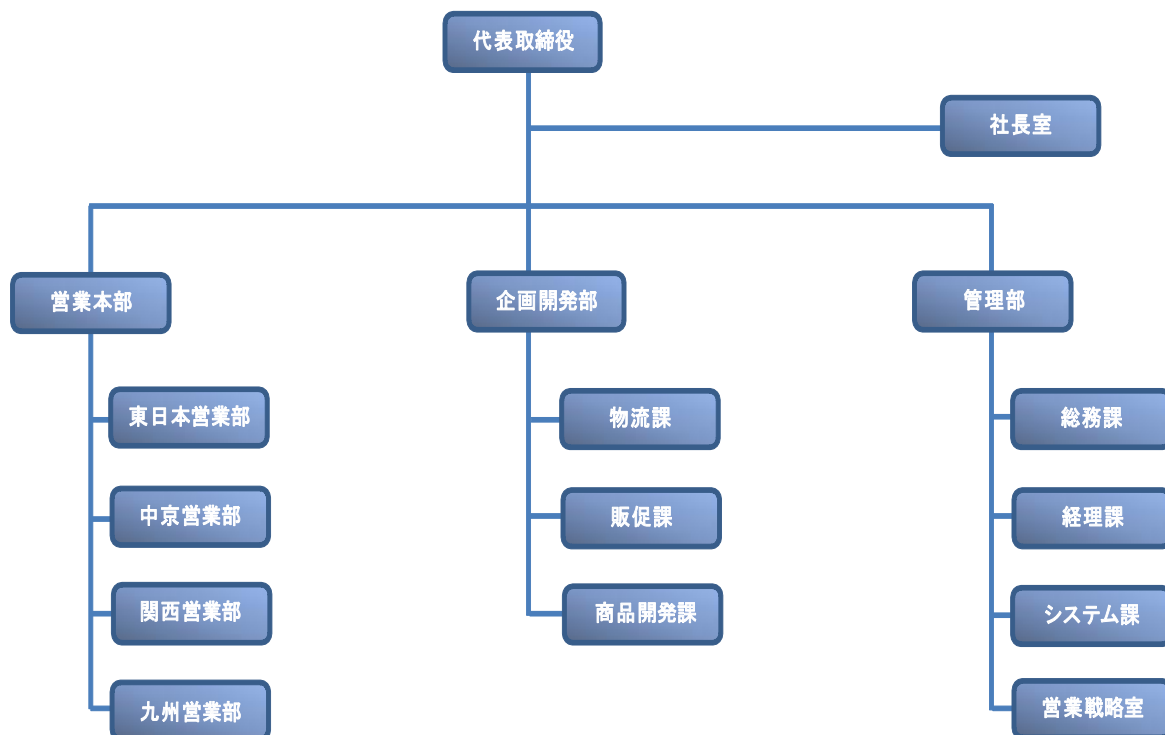 代表取締役
社長室
営業本部
企画開発部
管理部
東日本営業部
物流課
総務課
中京営業部
販促課
経理課
関西営業部
商品開発課
システム課
九州営業部
営業戦略室